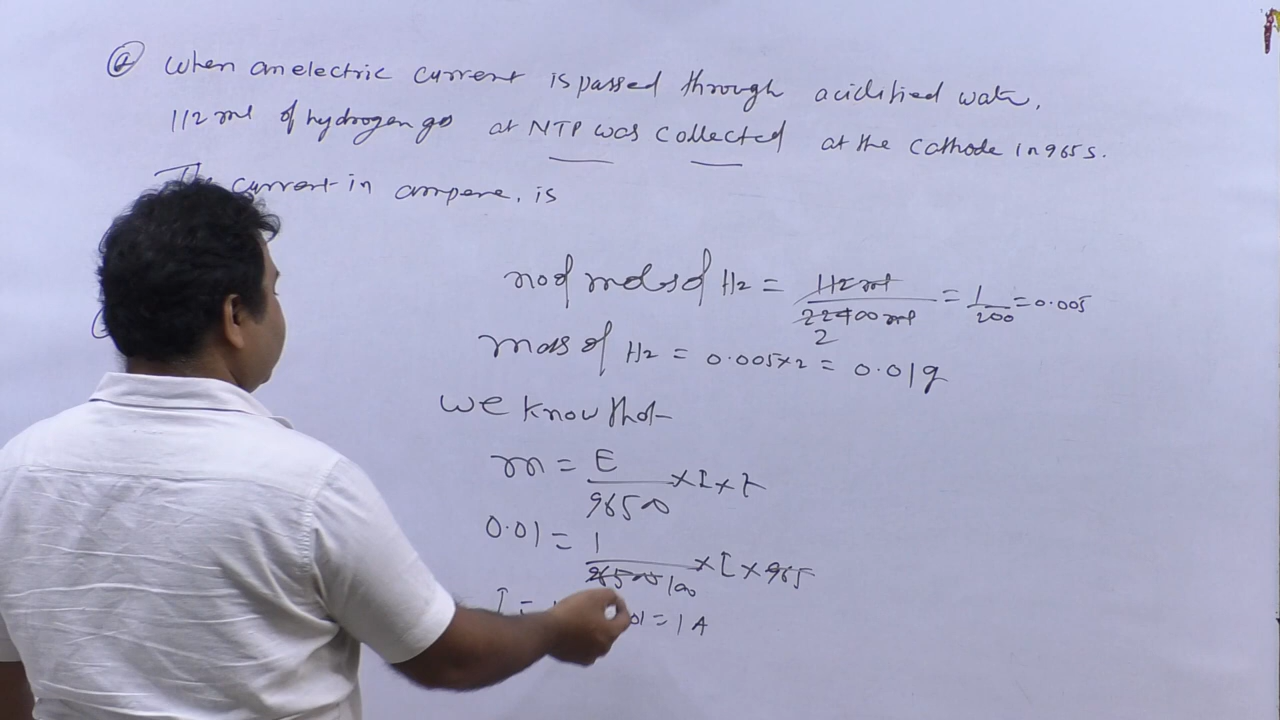 Q When an electric current is passed through acidified water,
112 ml of hydrogen gas at NTP was collected at the cathode in 965 s.
The current in ampere, is
no of moles of H2 = 112 ml / 22400 ml = 1/200 = 0.005
2
mass of H2 = 0.005 × 2 = 0.01g
we know that
m = E / 96500 × I × t
0.01 = 1 / 96500 100 × I × 965
I = 01 = 1 A